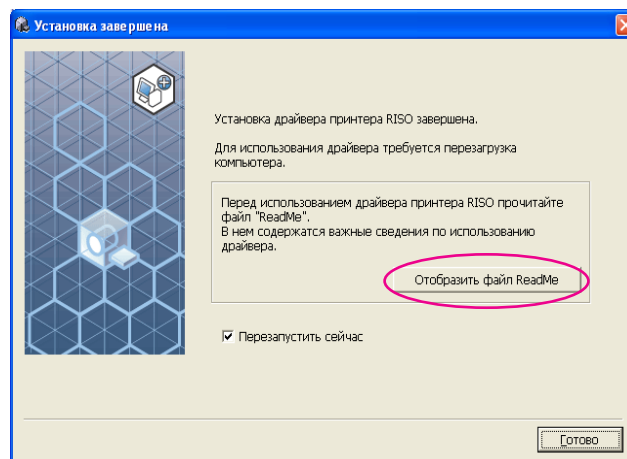 Установка завершена
Установка драйвера принтера RISO завершена.
Для использования драйвера требуется перезагрузка
компьютера.
Перед использованием драйвера принтера RISO прочитайте
файл "ReadMe".
В нем содержатся важные сведения по использованию
драйвера.
Отобразить файл ReadMe
Перезапустить сейчас
Готово